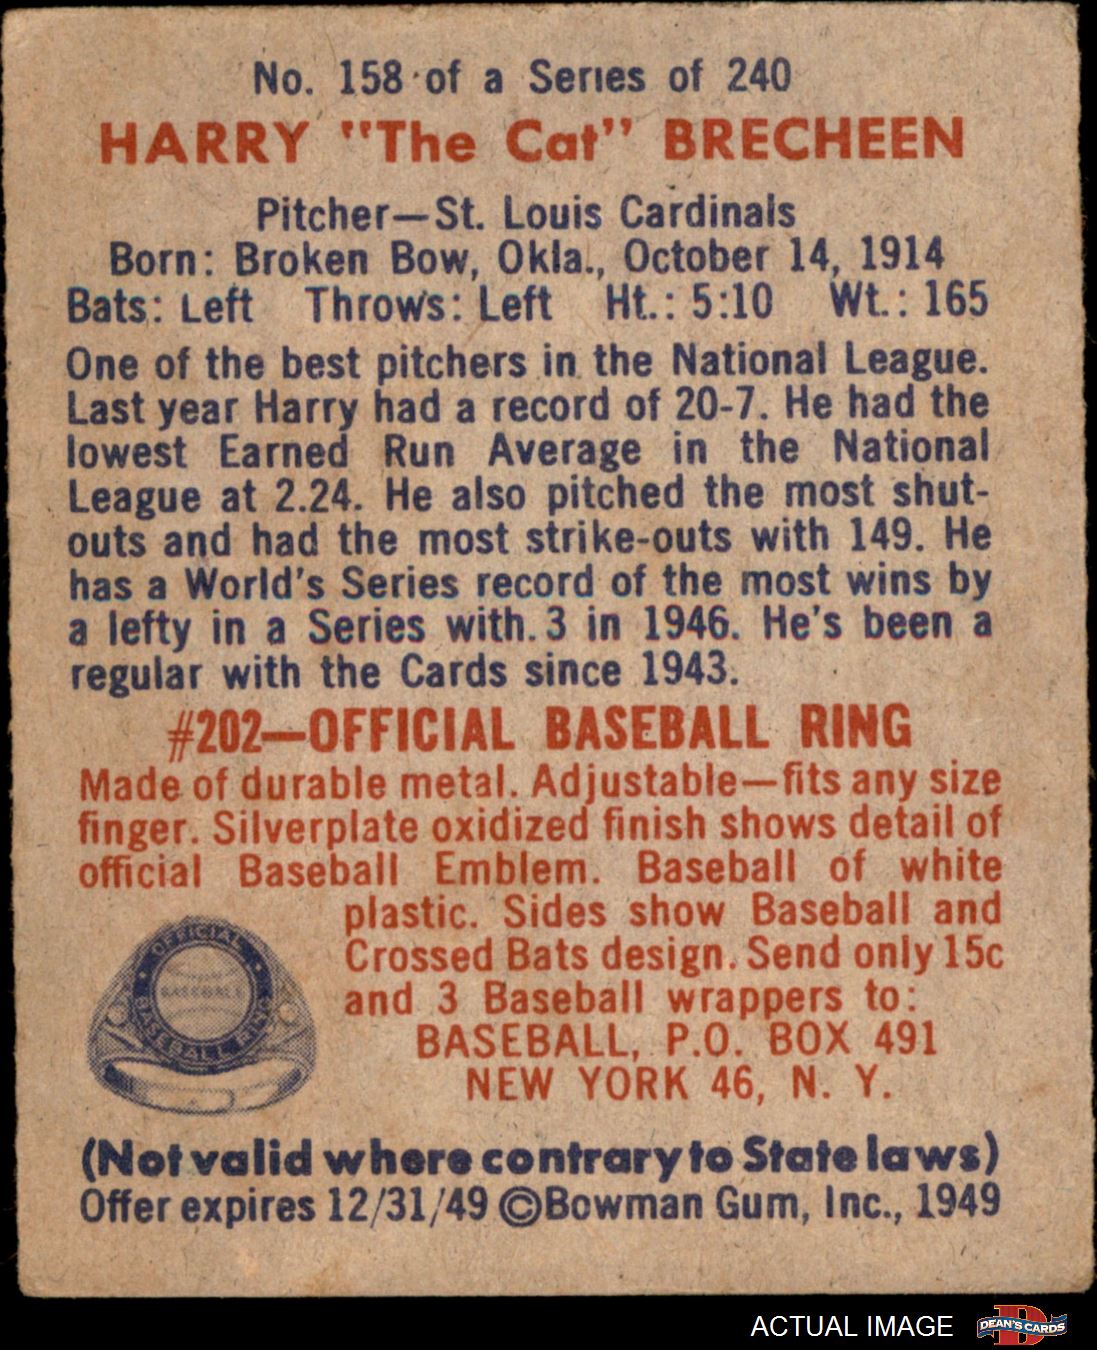 No. 158 of a Series of 240
HARRY "The Cat" BRECHEEN
Pitcher—St. Louis Cardinals
Born: Broken Bow, Okla., October 14, 1914
Bats: Left Throws: Left Ht.: 5:10 Wt.: 165
One of the best pitchers in the National League.
Last year Harry had a record of 20-7. He had the
lowest Earned Run Average in the National
League at 2.24. He also pitched the most shut-
outs and had the most strike-outs with 149. He
has a World's Series record of the most wins by
a lefty in a Series with 3 in 1946. He's been a
regular with the Cards since 1943.
#202—OFFICIAL BASEBALL RING
Made of durable metal. Adjustable—fits any size
finger. Silverplate oxidized finish shows detail of
official Baseball Emblem. Baseball of white
plastic. Sides show Baseball and
Crossed Bats design. Send only 15c
and 3 Baseball wrappers to:
BASEBALL, P.O. BOX 491
NEW YORK 46, N. Y.
OFFICIAL
BASEBALL
BASEBALL RING
(Not valid where contrary to State laws)
Offer expires 12/31/49 ©Bowman Gum, Inc., 1949
ACTUAL IMAGE
D
DEAN'S CARDS